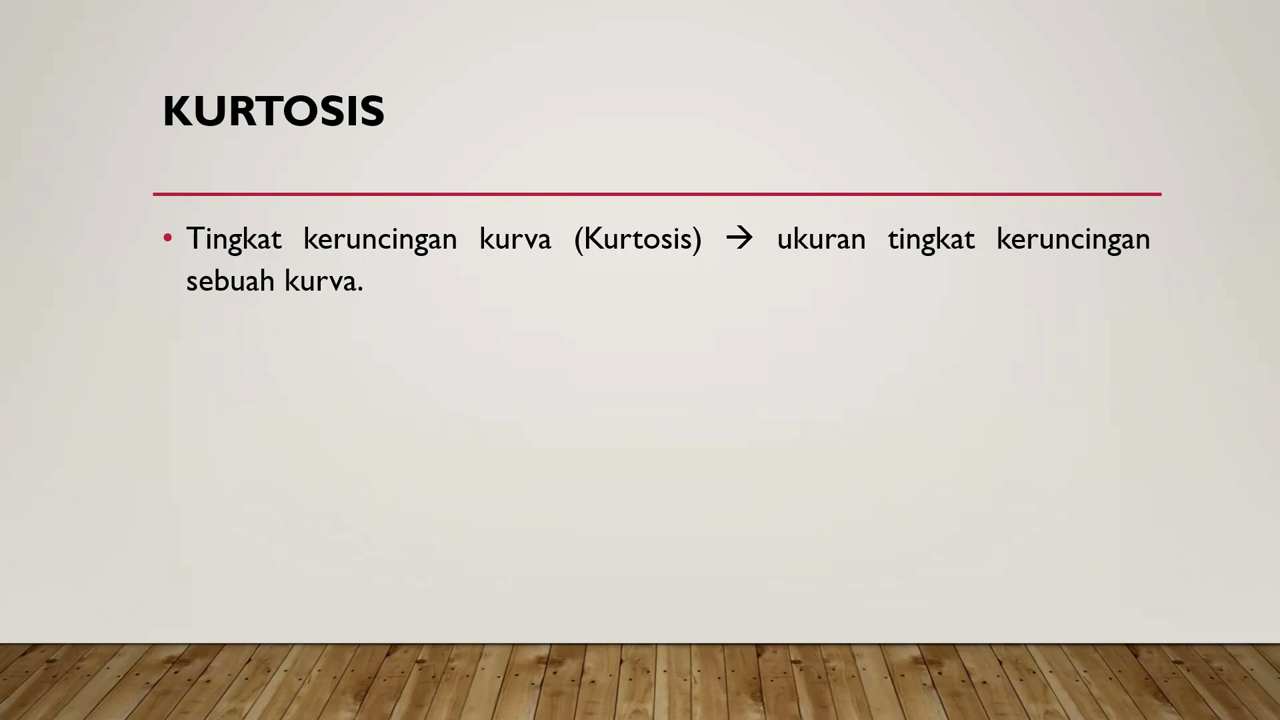 KURTOSIS
• Tingkat keruncingan kurva (Kurtosis) → ukuran tingkat keruncingan
sebuah kurva.